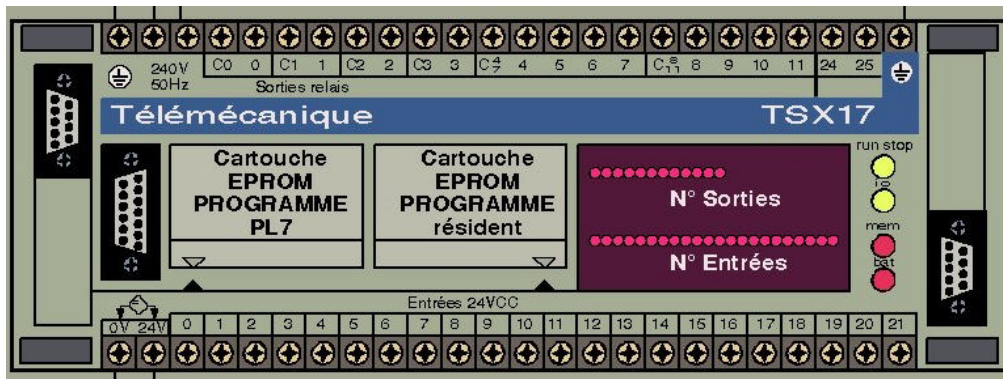 240V C0 0 C1 1 C2 2 C3 3 C4/7 4 5 6 7 C8/11 8 9 10 11 24 25
50Hz Sorties relais
Télémécanique TSX17
run stop
Cartouche
EPROM
PROGRAMME
PL7
Cartouche
EPROM
PROGRAMME
résident
N° Sorties
N° Entrées
io
mem
bat
Entrées 24VCC
0V 24V 0 1 2 3 4 5 6 7 8 9 10 11 12 13 14 15 16 17 18 19 20 21